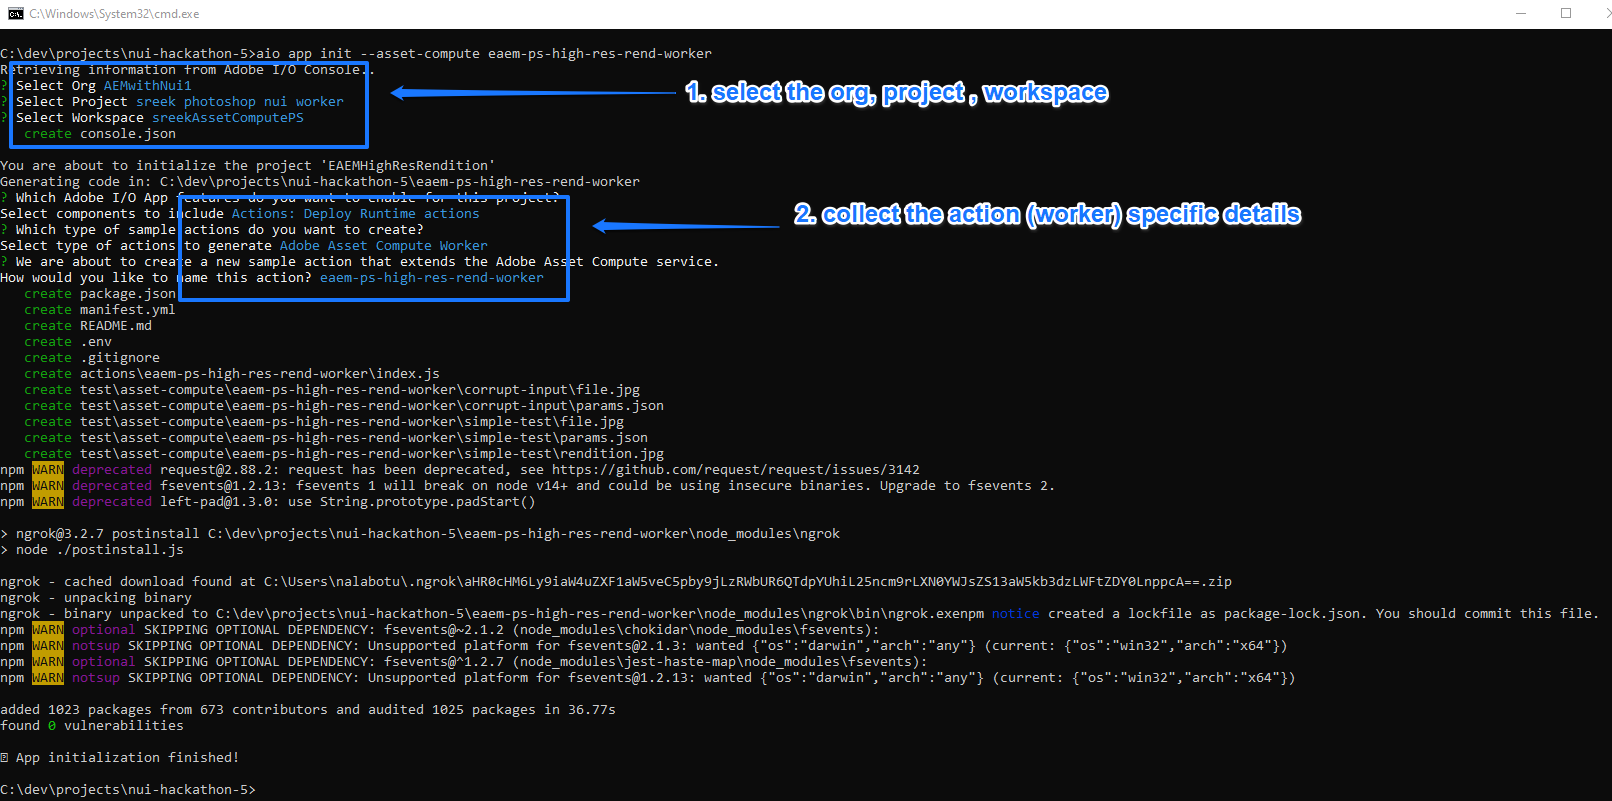 C:\Windows\System32\cmd.exe
C:\dev\projects\nui-hackathon-5>aio app init --asset-compute eaem-ps-high-res-rend-worker
Retrieving information from Adobe I/O Console..
? Select Org AEMwithNui1
? Select Project sreek photoshop nui worker
? Select Workspace sreekAssetComputePS
create console.json
1. select the org, project , workspace
You are about to initialize the project 'EAEMHighResRendition'
Generating code in: C:\dev\projects\nui-hackathon-5\eaem-ps-high-res-rend-worker
? Which Adobe I/O App features do you want to enable for this project?
Select components to include Actions: Deploy Runtime actions
? Which type of sample actions do you want to create?
Select type of actions to generate Adobe Asset Compute Worker
? We are about to create a new sample action that extends the Adobe Asset Compute service.
How would you like to name this action? eaem-ps-high-res-rend-worker
2. collect the action (worker) specific details
create package.json
create manifest.yml
create README.md
create .env
create .gitignore
create actions\eaem-ps-high-res-rend-worker\index.js
create test\asset-compute\eaem-ps-high-res-rend-worker\corrupt-input\file.jpg
create test\asset-compute\eaem-ps-high-res-rend-worker\corrupt-input\params.json
create test\asset-compute\eaem-ps-high-res-rend-worker\simple-test\file.jpg
create test\asset-compute\eaem-ps-high-res-rend-worker\simple-test\params.json
create test\asset-compute\eaem-ps-high-res-rend-worker\simple-test\rendition.jpg
npm WARN deprecated request@2.88.2: request has been deprecated, see https://github.com/request/request/issues/3142
npm WARN deprecated fsevents@1.2.13: fsevents 1 will break on node v14+ and could be using insecure binaries. Upgrade to fsevents 2.
npm WARN deprecated left-pad@1.3.0: use String.prototype.padStart()
> ngrok@3.2.7 postinstall C:\dev\projects\nui-hackathon-5\eaem-ps-high-res-rend-worker\node_modules\ngrok
> node ./postinstall.js
ngrok - cached download found at C:\Users\nalabotu\.ngrok\aHR0cHM6Ly9iaW4uZXF1aW5veC5pby9jLzRWbUR6QTdpYUhiL25ncm9rLXN0YWJsZS13aW5kb3dzLWFtZDY0LnppcA==.zip
ngrok - unpacking binary
ngrok - binary unpacked to C:\dev\projects\nui-hackathon-5\eaem-ps-high-res-rend-worker\node_modules\ngrok\bin\ngrok.exenpm notice created a lockfile as package-lock.json. You should commit this file.
npm WARN optional SKIPPING OPTIONAL DEPENDENCY: fsevents@~2.1.2 (node_modules\chokidar\node_modules\fsevents):
npm WARN notsup SKIPPING OPTIONAL DEPENDENCY: Unsupported platform for fsevents@2.1.3: wanted {"os":"darwin","arch":"any"} (current: {"os":"win32","arch":"x64"})
npm WARN optional SKIPPING OPTIONAL DEPENDENCY: fsevents@^1.2.7 (node_modules\jest-haste-map\node_modules\fsevents):
npm WARN notsup SKIPPING OPTIONAL DEPENDENCY: Unsupported platform for fsevents@1.2.13: wanted {"os":"darwin","arch":"any"} (current: {"os":"win32","arch":"x64"})
added 1023 packages from 673 contributors and audited 1025 packages in 36.77s
found 0 vulnerabilities
App initialization finished!
C:\dev\projects\nui-hackathon-5>